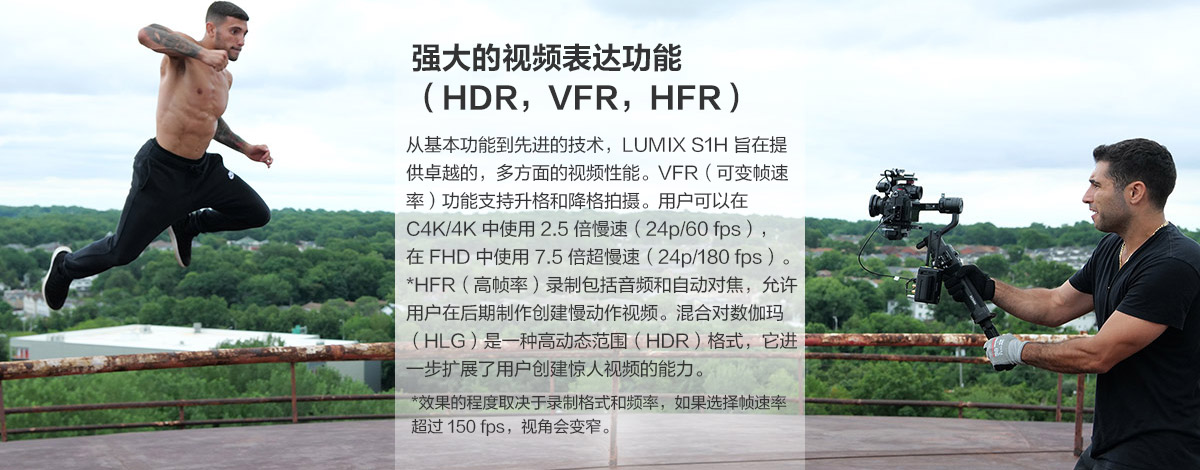 强大的视频表达功能
（HDR，VFR，HFR）
从基本功能到先进的技术，LUMIX S1H 旨在提
供卓越的，多方面的视频性能。VFR（可变帧速
率）功能支持升格和降格拍摄。用户可以在
C4K/4K 中使用 2.5 倍慢速（24p/60 fps），
在 FHD 中使用 7.5 倍超慢速（24p/180 fps）。
*HFR（高帧率）录制包括音频和自动对焦，允许
用户在后期制作创建慢动作视频。混合对数伽玛
（HLG）是一种高动态范围（HDR）格式，它进
一步扩展了用户创建惊人视频的能力。
*效果的程度取决于录制格式和频率，如果选择帧速率
超过 150 fps，视角会变窄。